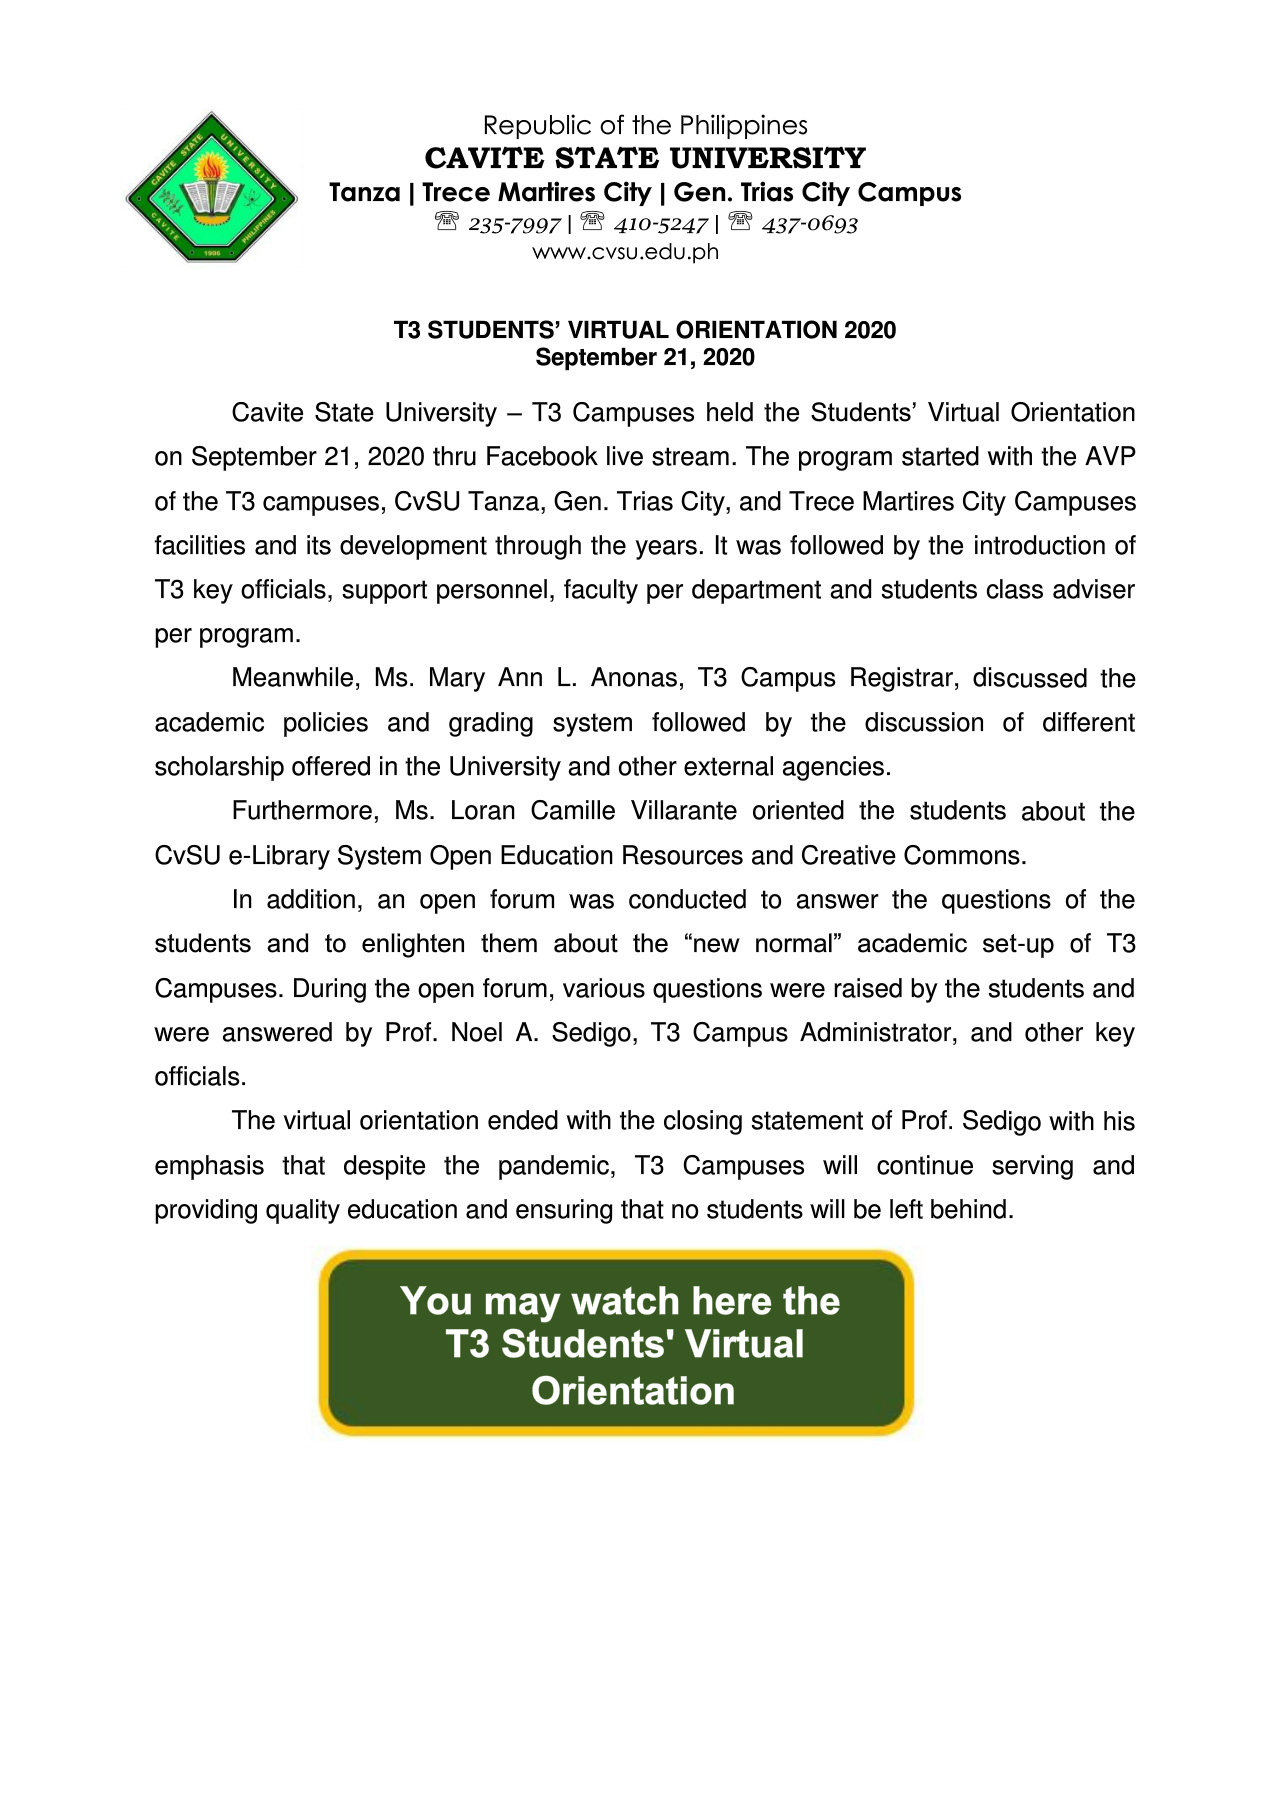 CAVITE STATE UNIVERSITY
CAVITE
PHILIPPINES
1906
Republic of the Philippines
CAVITE STATE UNIVERSITY
Tanza | Trece Martires City | Gen. Trias City Campus
☏ 235-7997 | ☏ 410-5247 | ☏ 437-0693
www.cvsu.edu.ph
T3 STUDENTS’ VIRTUAL ORIENTATION 2020
September 21, 2020
Cavite State University – T3 Campuses held the Students’ Virtual Orientation
on September 21, 2020 thru Facebook live stream. The program started with the AVP
of the T3 campuses, CvSU Tanza, Gen. Trias City, and Trece Martires City Campuses
facilities and its development through the years. It was followed by the introduction of
T3 key officials, support personnel, faculty per department and students class adviser
per program.
Meanwhile, Ms. Mary Ann L. Anonas, T3 Campus Registrar, discussed the
academic policies and grading system followed by the discussion of different
scholarship offered in the University and other external agencies.
Furthermore, Ms. Loran Camille Villarante oriented the students about the
CvSU e-Library System Open Education Resources and Creative Commons.
In addition, an open forum was conducted to answer the questions of the
students and to enlighten them about the “new normal” academic set-up of T3
Campuses. During the open forum, various questions were raised by the students and
were answered by Prof. Noel A. Sedigo, T3 Campus Administrator, and other key
officials.
The virtual orientation ended with the closing statement of Prof. Sedigo with his
emphasis that despite the pandemic, T3 Campuses will continue serving and
providing quality education and ensuring that no students will be left behind.
You may watch here the
T3 Students' Virtual
Orientation